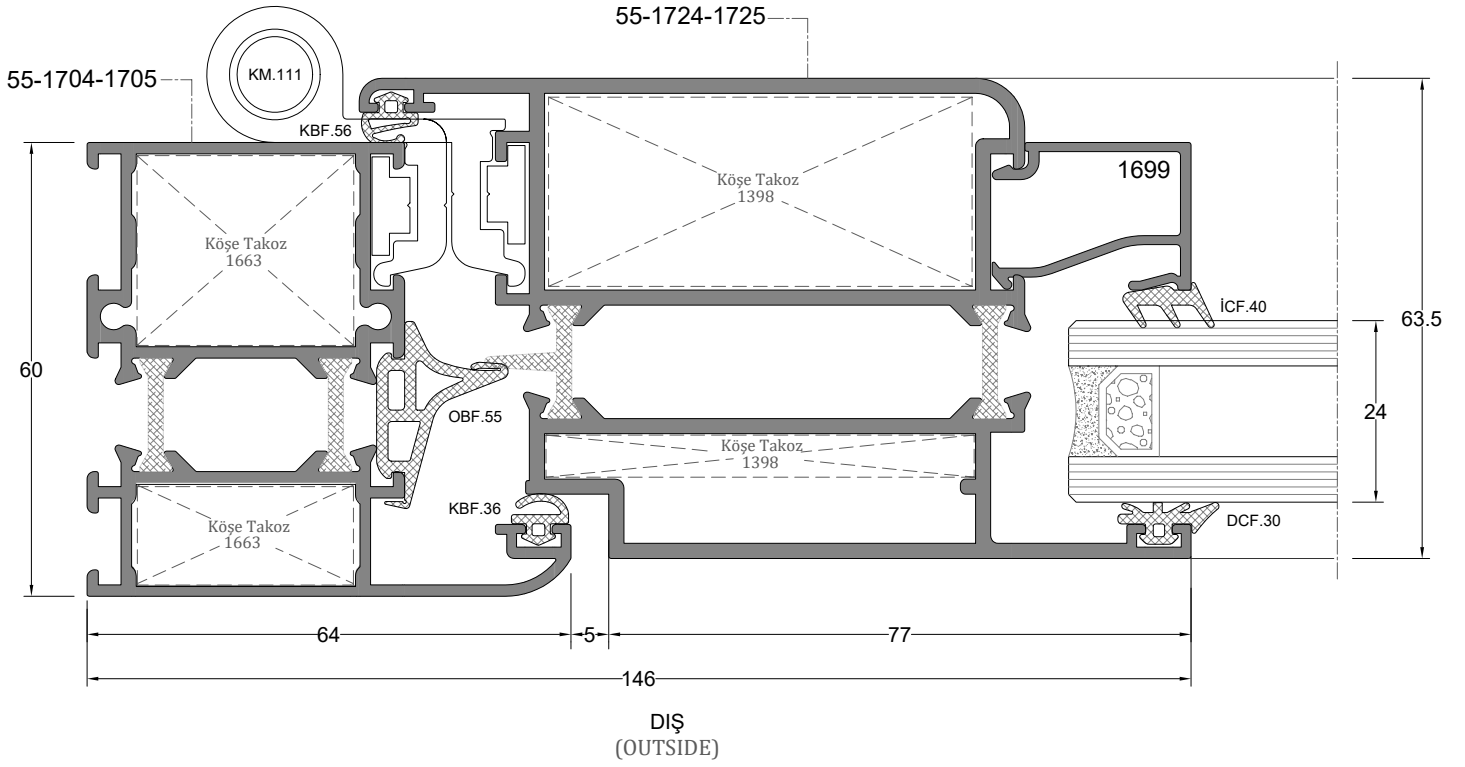 55-1724-1725
55-1704-1705
KM.111
KBF.56
1699
Köşe Takoz
1398
Köşe Takoz
1663
İCF.40
63.5
60
24
OBF.55
Köşe Takoz
1398
KBF.36
DCF.30
Köşe Takoz
1663
64
5
77
146
DIŞ
(OUTSIDE)